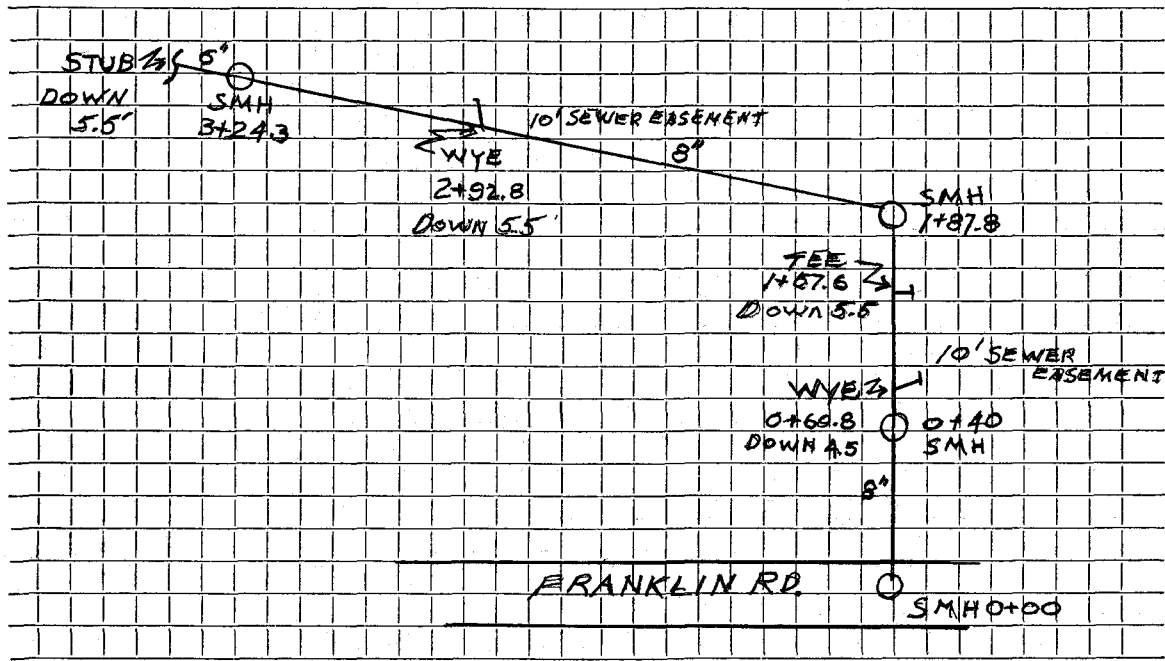 STUB 6"
DOWN
5.5'
SMH
3+24.3
10' SEWER EASEMENT
WYE
2+92.8
DOWN 5.5'
8"
SMH
1+87.8
TEE
1+67.6
DOWN 5.5
10' SEWER
EASEMENT
WYE
0+69.8
DOWN 4.5
0+40
SMH
8"
FRANKLIN RD.
SMH 0+00